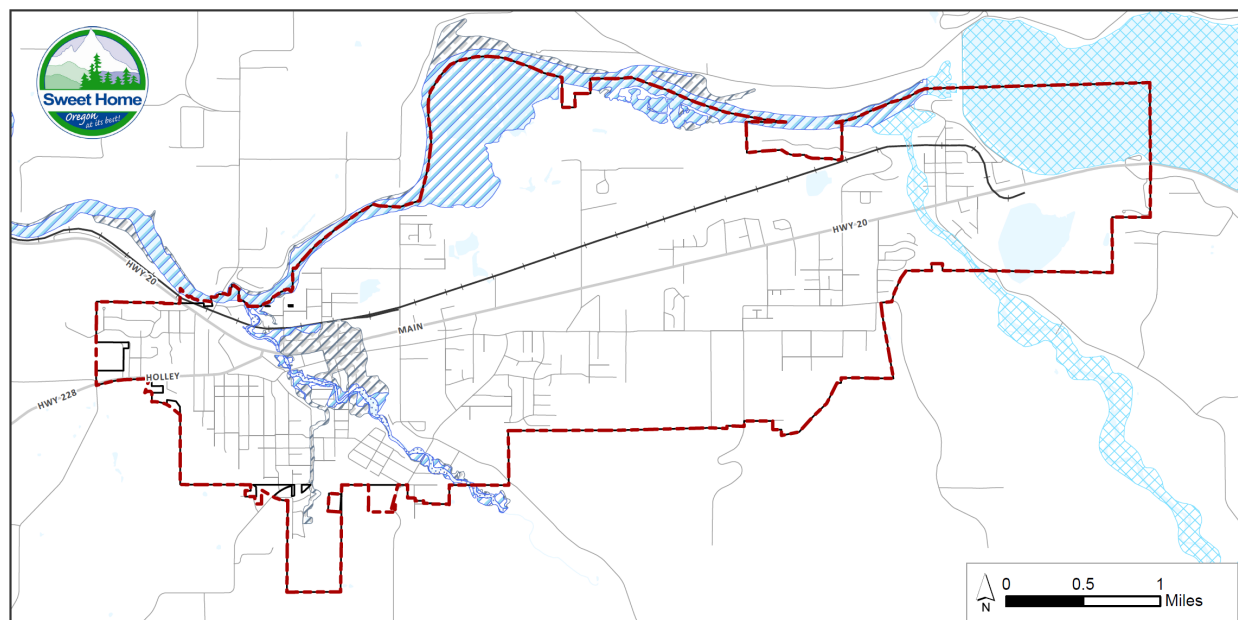 Sweet Home
Oregon
at its best!
HWY 20
HWY 20
MAIN
HOLLEY
HWY 228
N
0 0.5 1
Miles